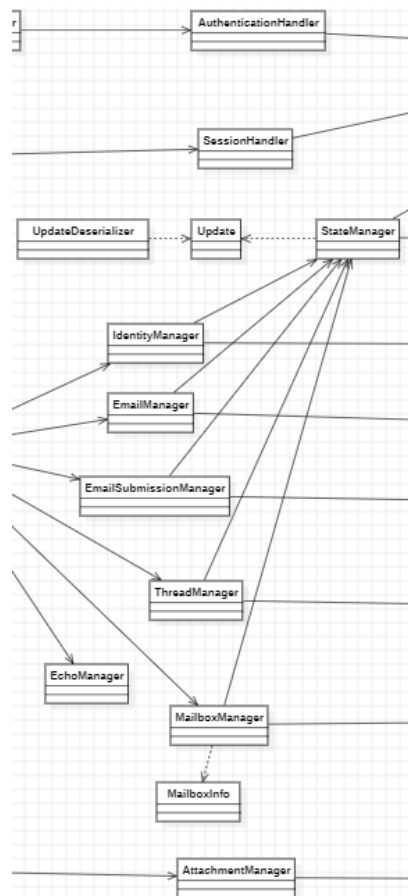 r
AuthenticationHandler
SessionHandler
UpdateDeserializer
Update
StateManager
IdentityManager
EmailManager
EmailSubmissionManager
ThreadManager
EchoManager
MailboxManager
MailboxInfo
AttachmentManager